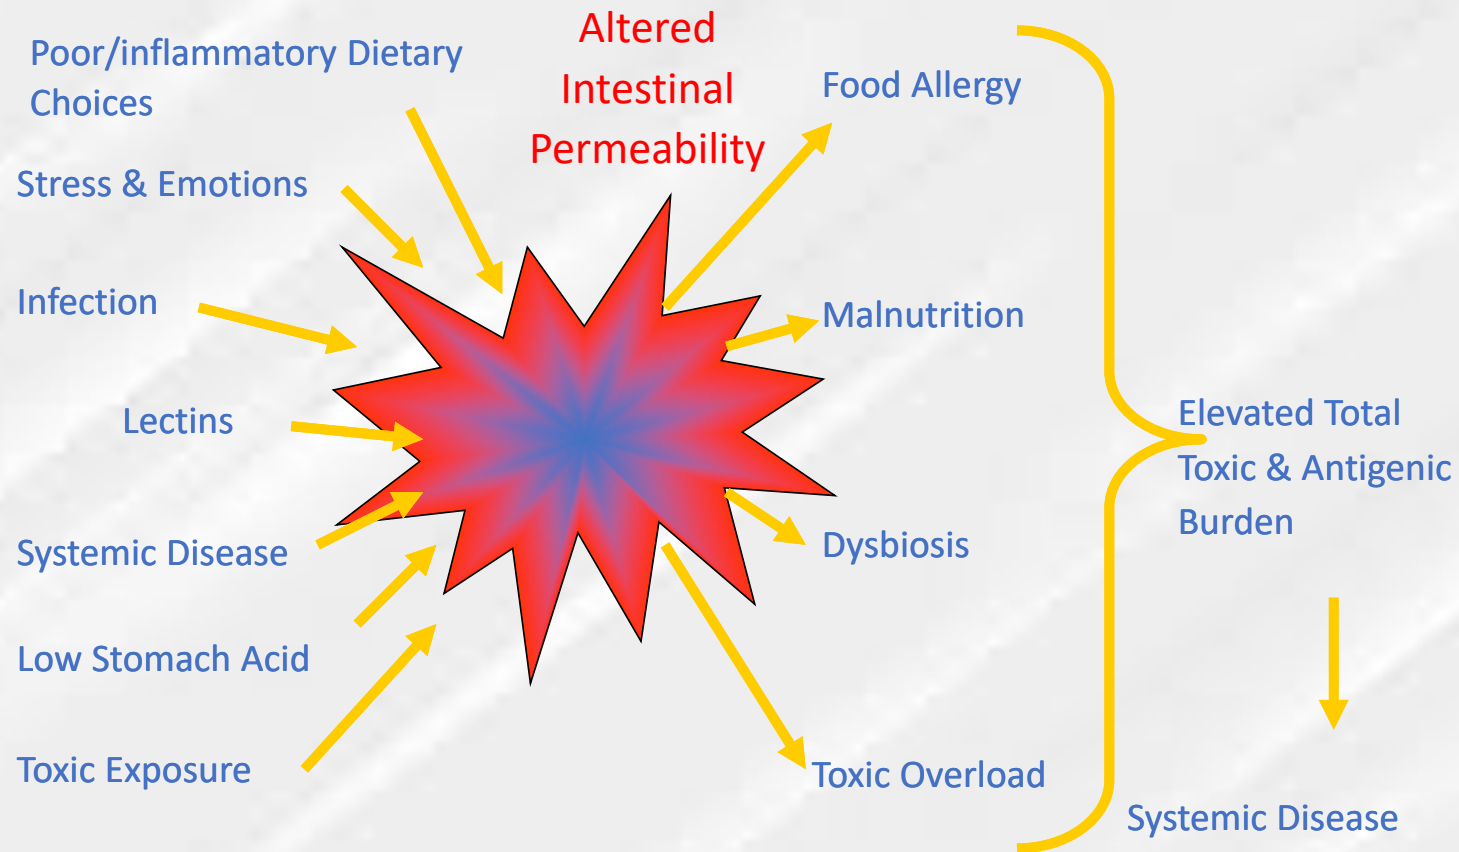 Poor/inflammatory Dietary
Choices
Stress & Emotions
Infection
Lectins
Systemic Disease
Low Stomach Acid
Toxic Exposure
Altered
Intestinal
Permeability
Food Allergy
Malnutrition
Dysbiosis
Toxic Overload
Elevated Total
Toxic & Antigenic
Burden
Systemic Disease